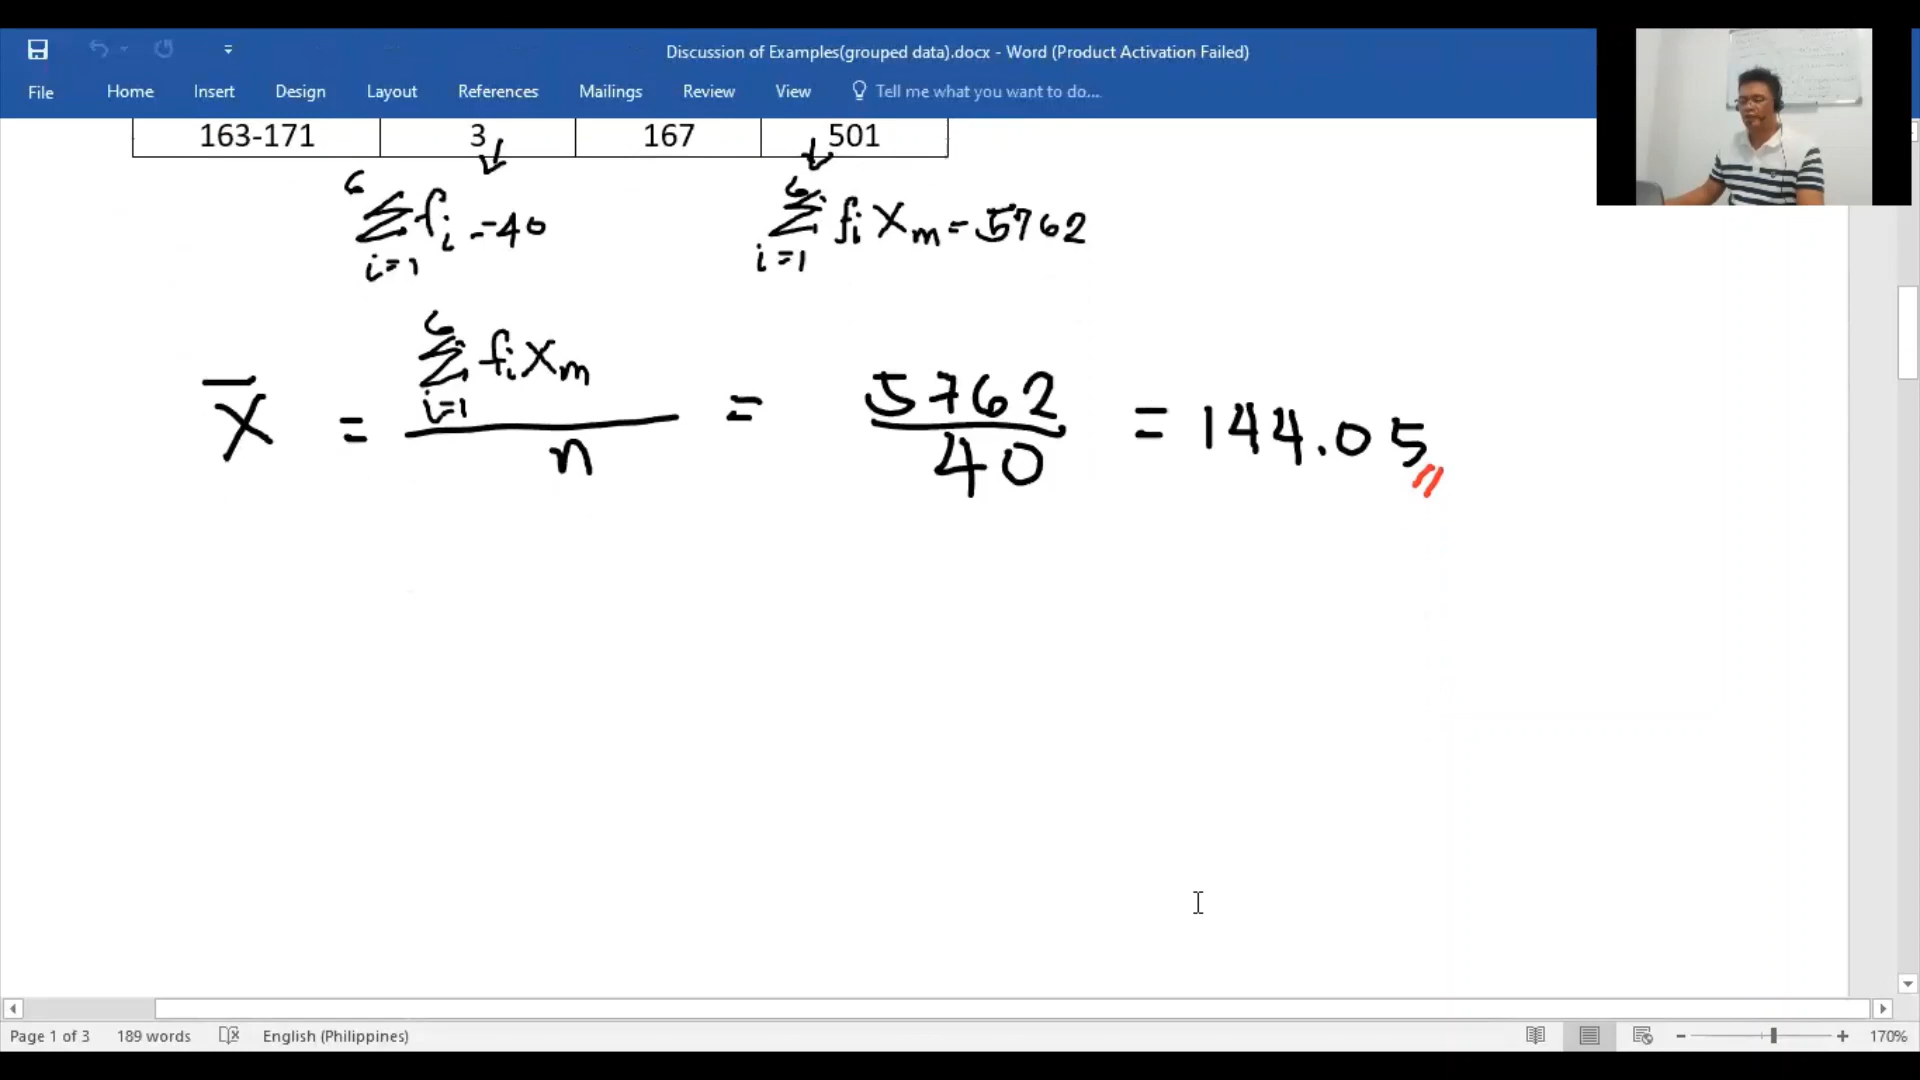 Discussion of Examples(grouped data).docx - Word (Product Activation Failed)
File Home Insert Design Layout References Mailings Review View Tell me what you want to do...
163-171 3 167 501
6 ∑ i=1 fi = 40
6 ∑ i=1 fi Xm = 5762
X̄ = 6 ∑ i=1 fi Xm / n = 5762 / 40 = 144.05
Page 1 of 3 189 words English (Philippines) 170%